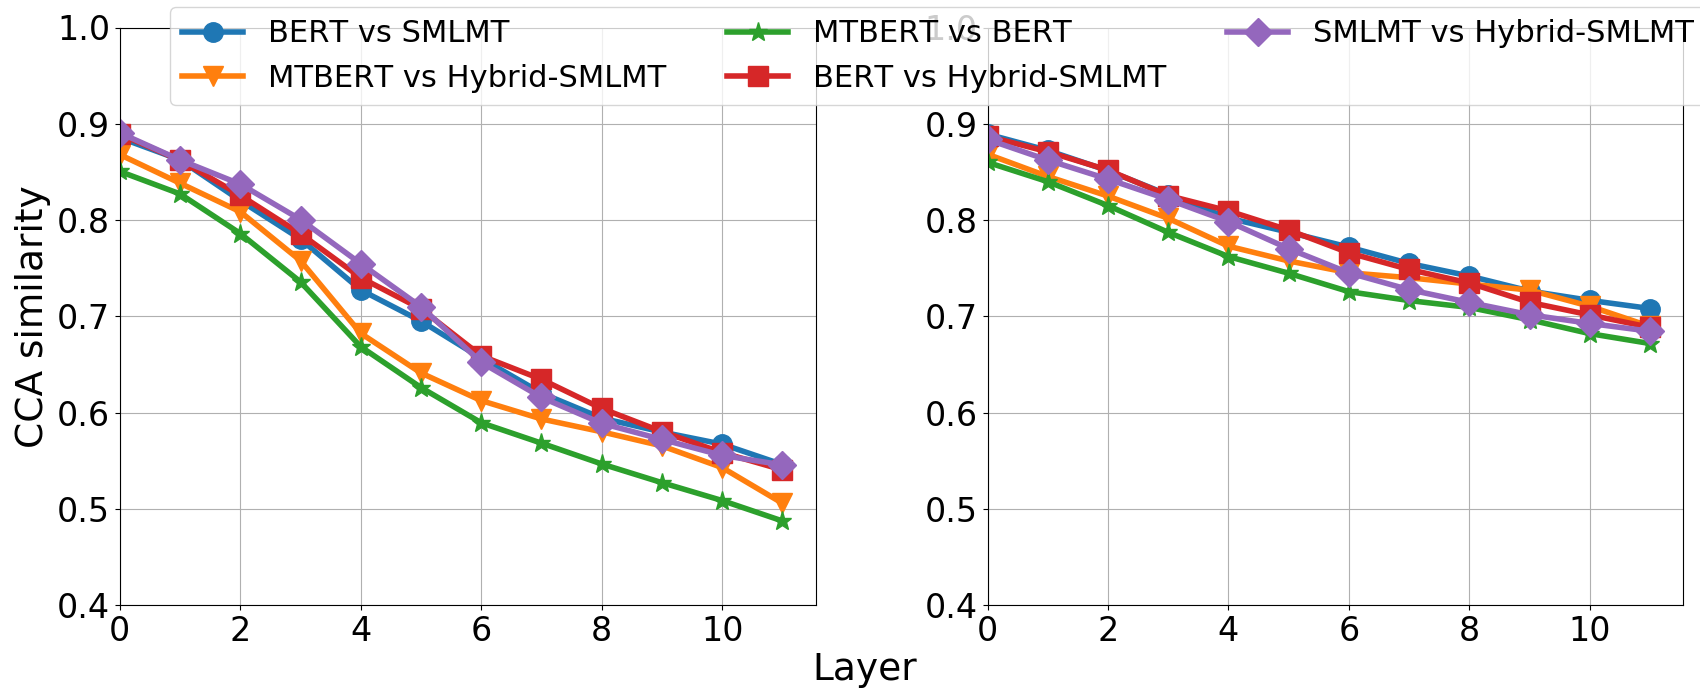 BERT vs SMLMT
MTBERT vs BERT
SMLMT vs Hybrid-SMLMT
MTBERT vs Hybrid-SMLMT
BERT vs Hybrid-SMLMT
CCA similarity
1.0
0.9
0.8
0.7
0.6
0.5
0.4
0 2 4 6 8 10
1.0
0.9
0.8
0.7
0.6
0.5
0.4
0 2 4 6 8 10
Layer